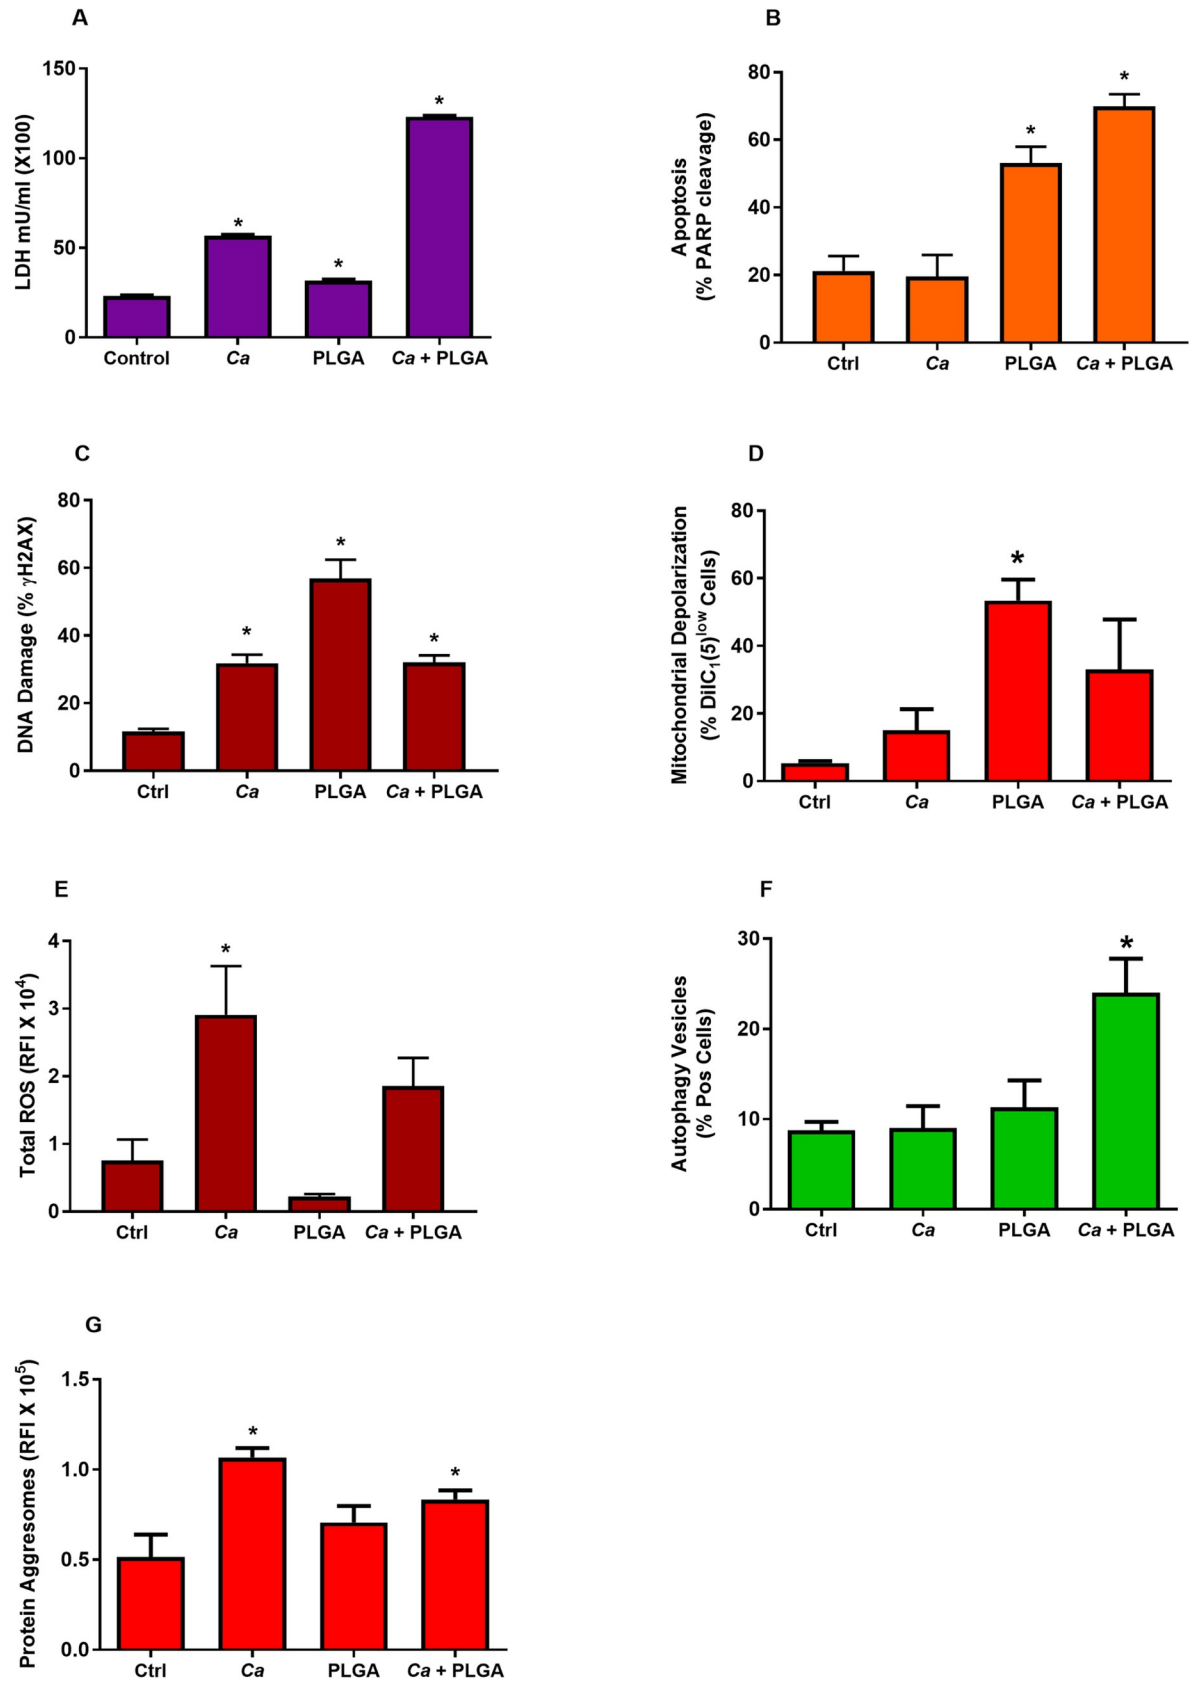 A
LDH mU/ml (X100)
150
100
50
0
Control Ca PLGA Ca + PLGA
*
*
*
B
Apoptosis
(% PARP cleavage)
80
60
40
20
0
Ctrl Ca PLGA Ca + PLGA
*
*
C
DNA Damage (% γH2AX)
80
60
40
20
0
Ctrl Ca PLGA Ca + PLGA
*
*
*
D
Mitochondrial Depolarization
(% DilC₁(5)ˡᵒʷ Cells)
80
60
40
20
0
Ctrl Ca PLGA Ca + PLGA
*
E
Total ROS (RFI X 10⁴)
4
3
2
1
0
Ctrl Ca PLGA Ca + PLGA
*
F
Autophagy Vesicles
(% Pos Cells)
30
20
10
0
Ctrl Ca PLGA Ca + PLGA
*
G
Protein Aggresomes (RFI X 10⁵)
1.5
1.0
0.5
0.0
Ctrl Ca PLGA Ca + PLGA
*
*